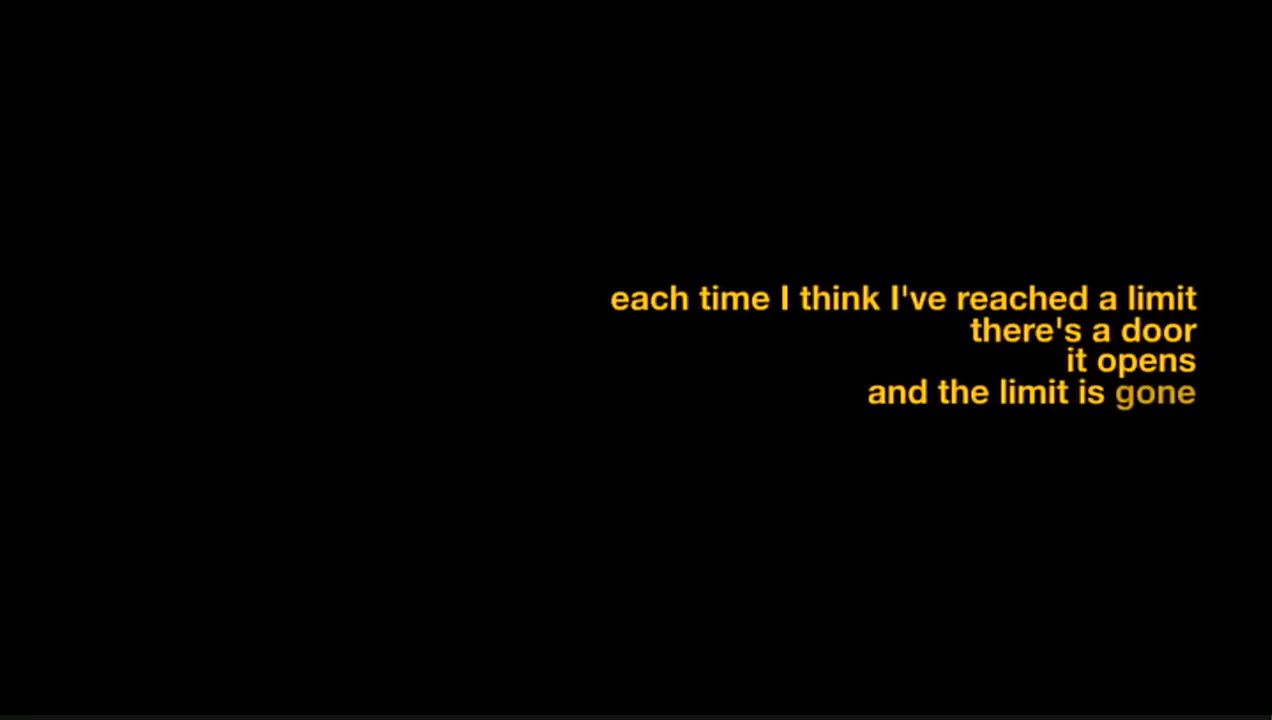 each time I think I've reached a limit
there's a door
it opens
and the limit is gone